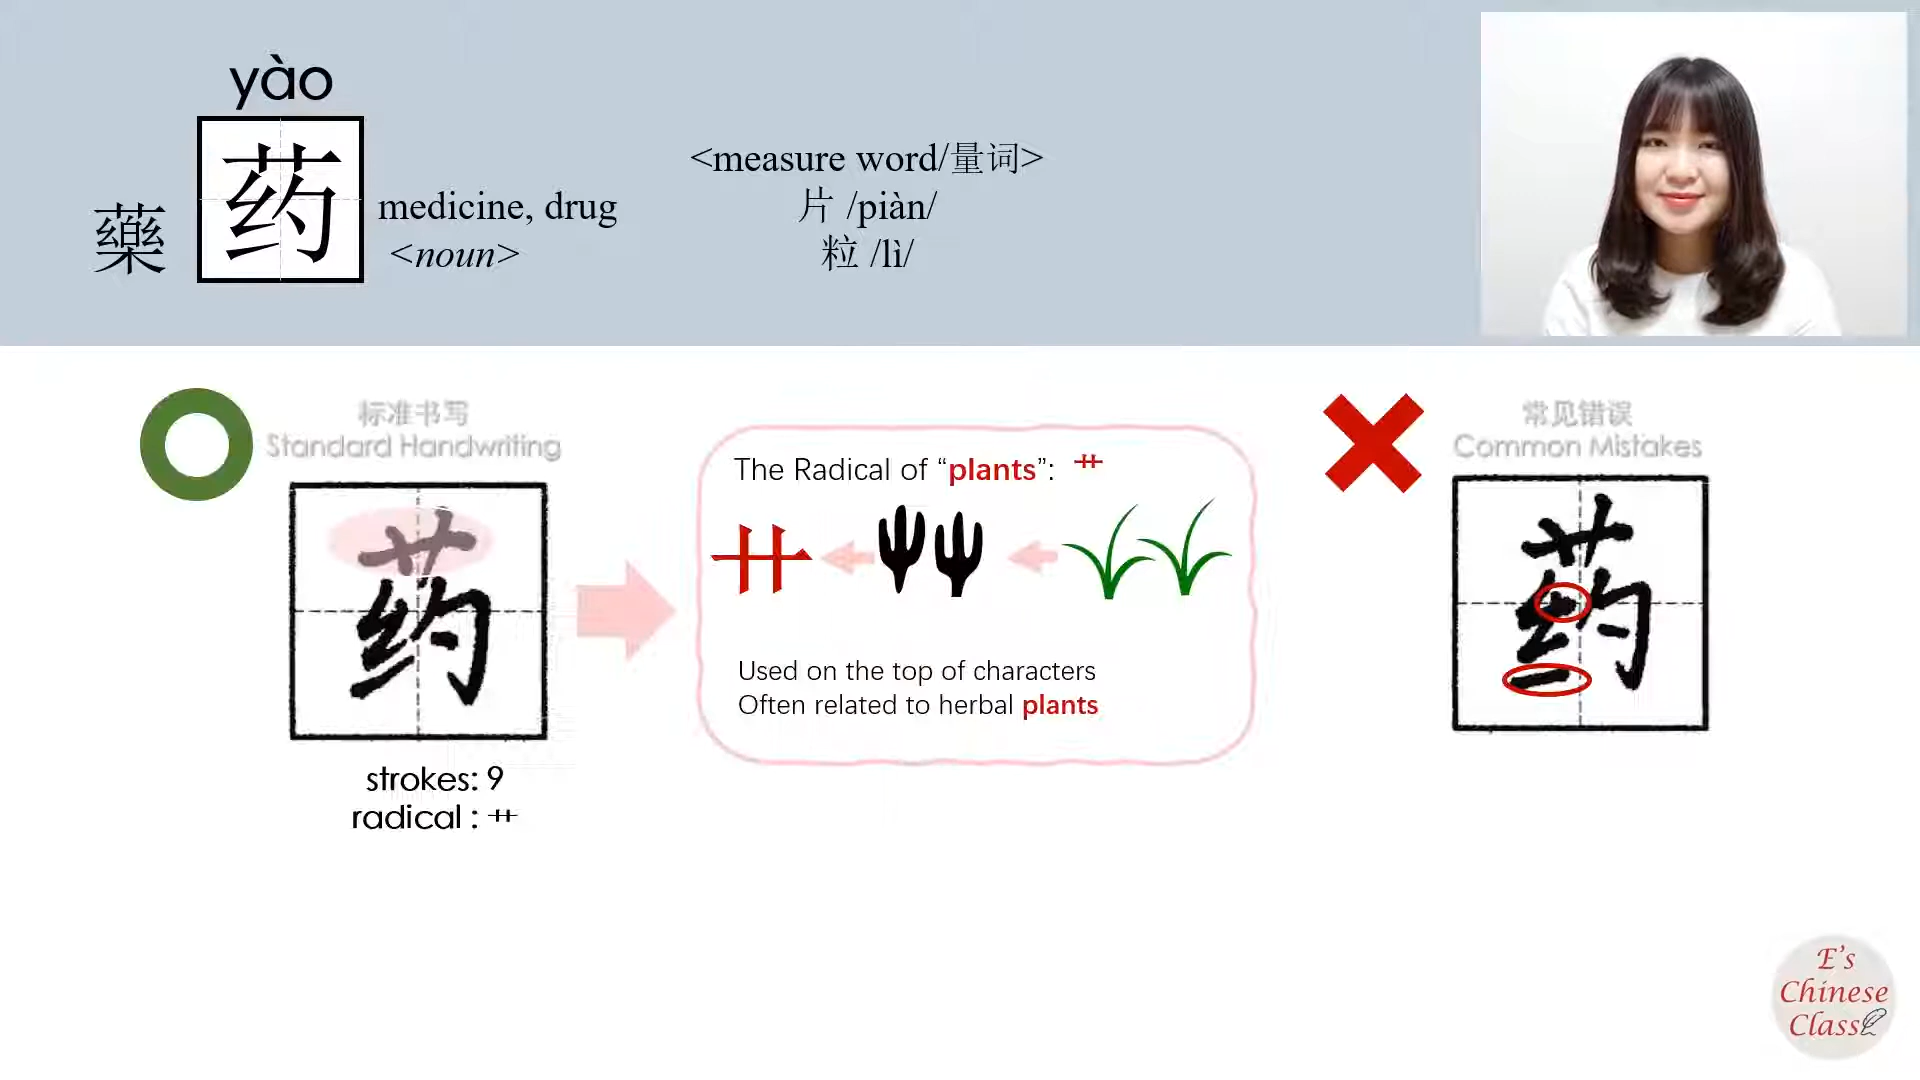 yào
藥
药
medicine, drug
<noun>
<measure word/量词>
片 /piàn/
粒 /lì/
标准书写
Standard Handwriting
药
strokes: 9
radical : 艹
The Radical of “plants”: 艹
艹
Used on the top of characters
Often related to herbal plants
常见错误
Common Mistakes
药
E's
Chinese
Class